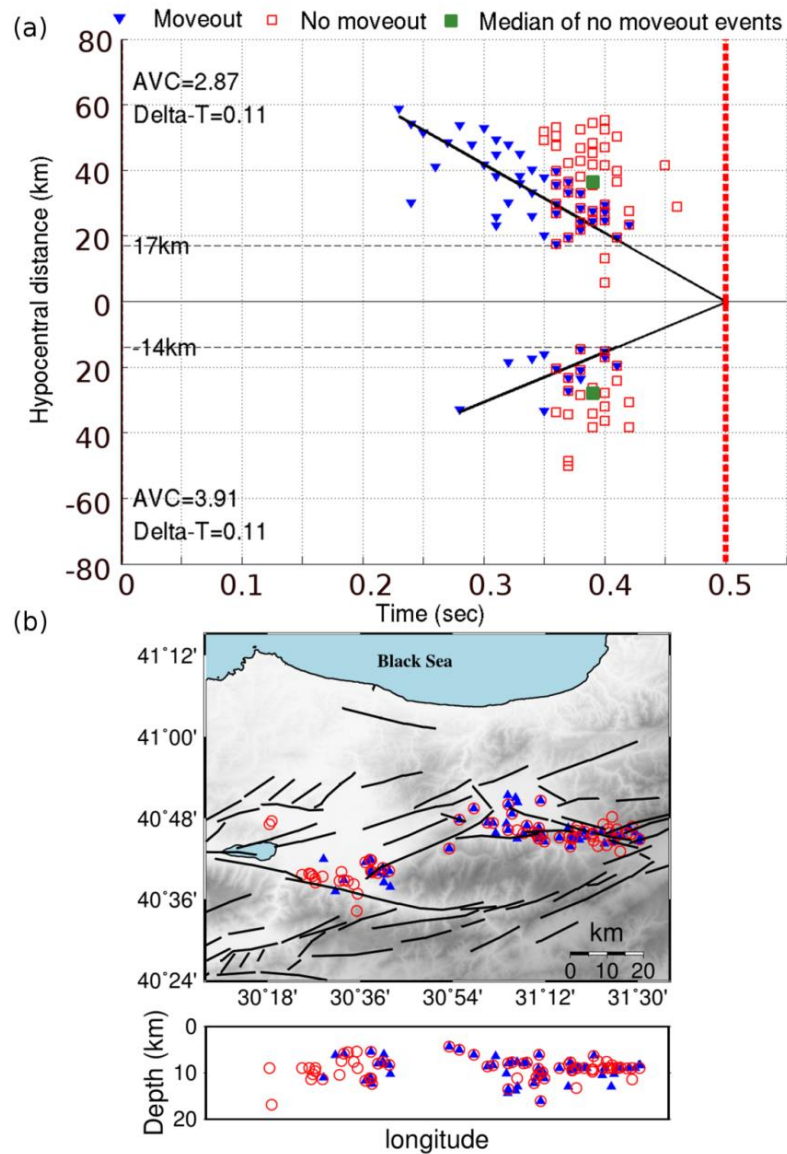 (a)
Moveout No moveout Median of no moveout events
80
AVC=2.87
Delta-T=0.11
60
40
20
17km
0
-14km
20
-40
-60
AVC=3.91
Delta-T=0.11
-80
Hypocentral distance (km)
0 0.1 0.2 0.3 0.4 0.5
Time (sec)
(b)
Black Sea
41°12'
41°00'
40°48'
40°36'
40°24'
km
0 10 20
30°18' 30°36' 30°54' 31°12' 31°30'
Depth (km)
0
10
20
longitude